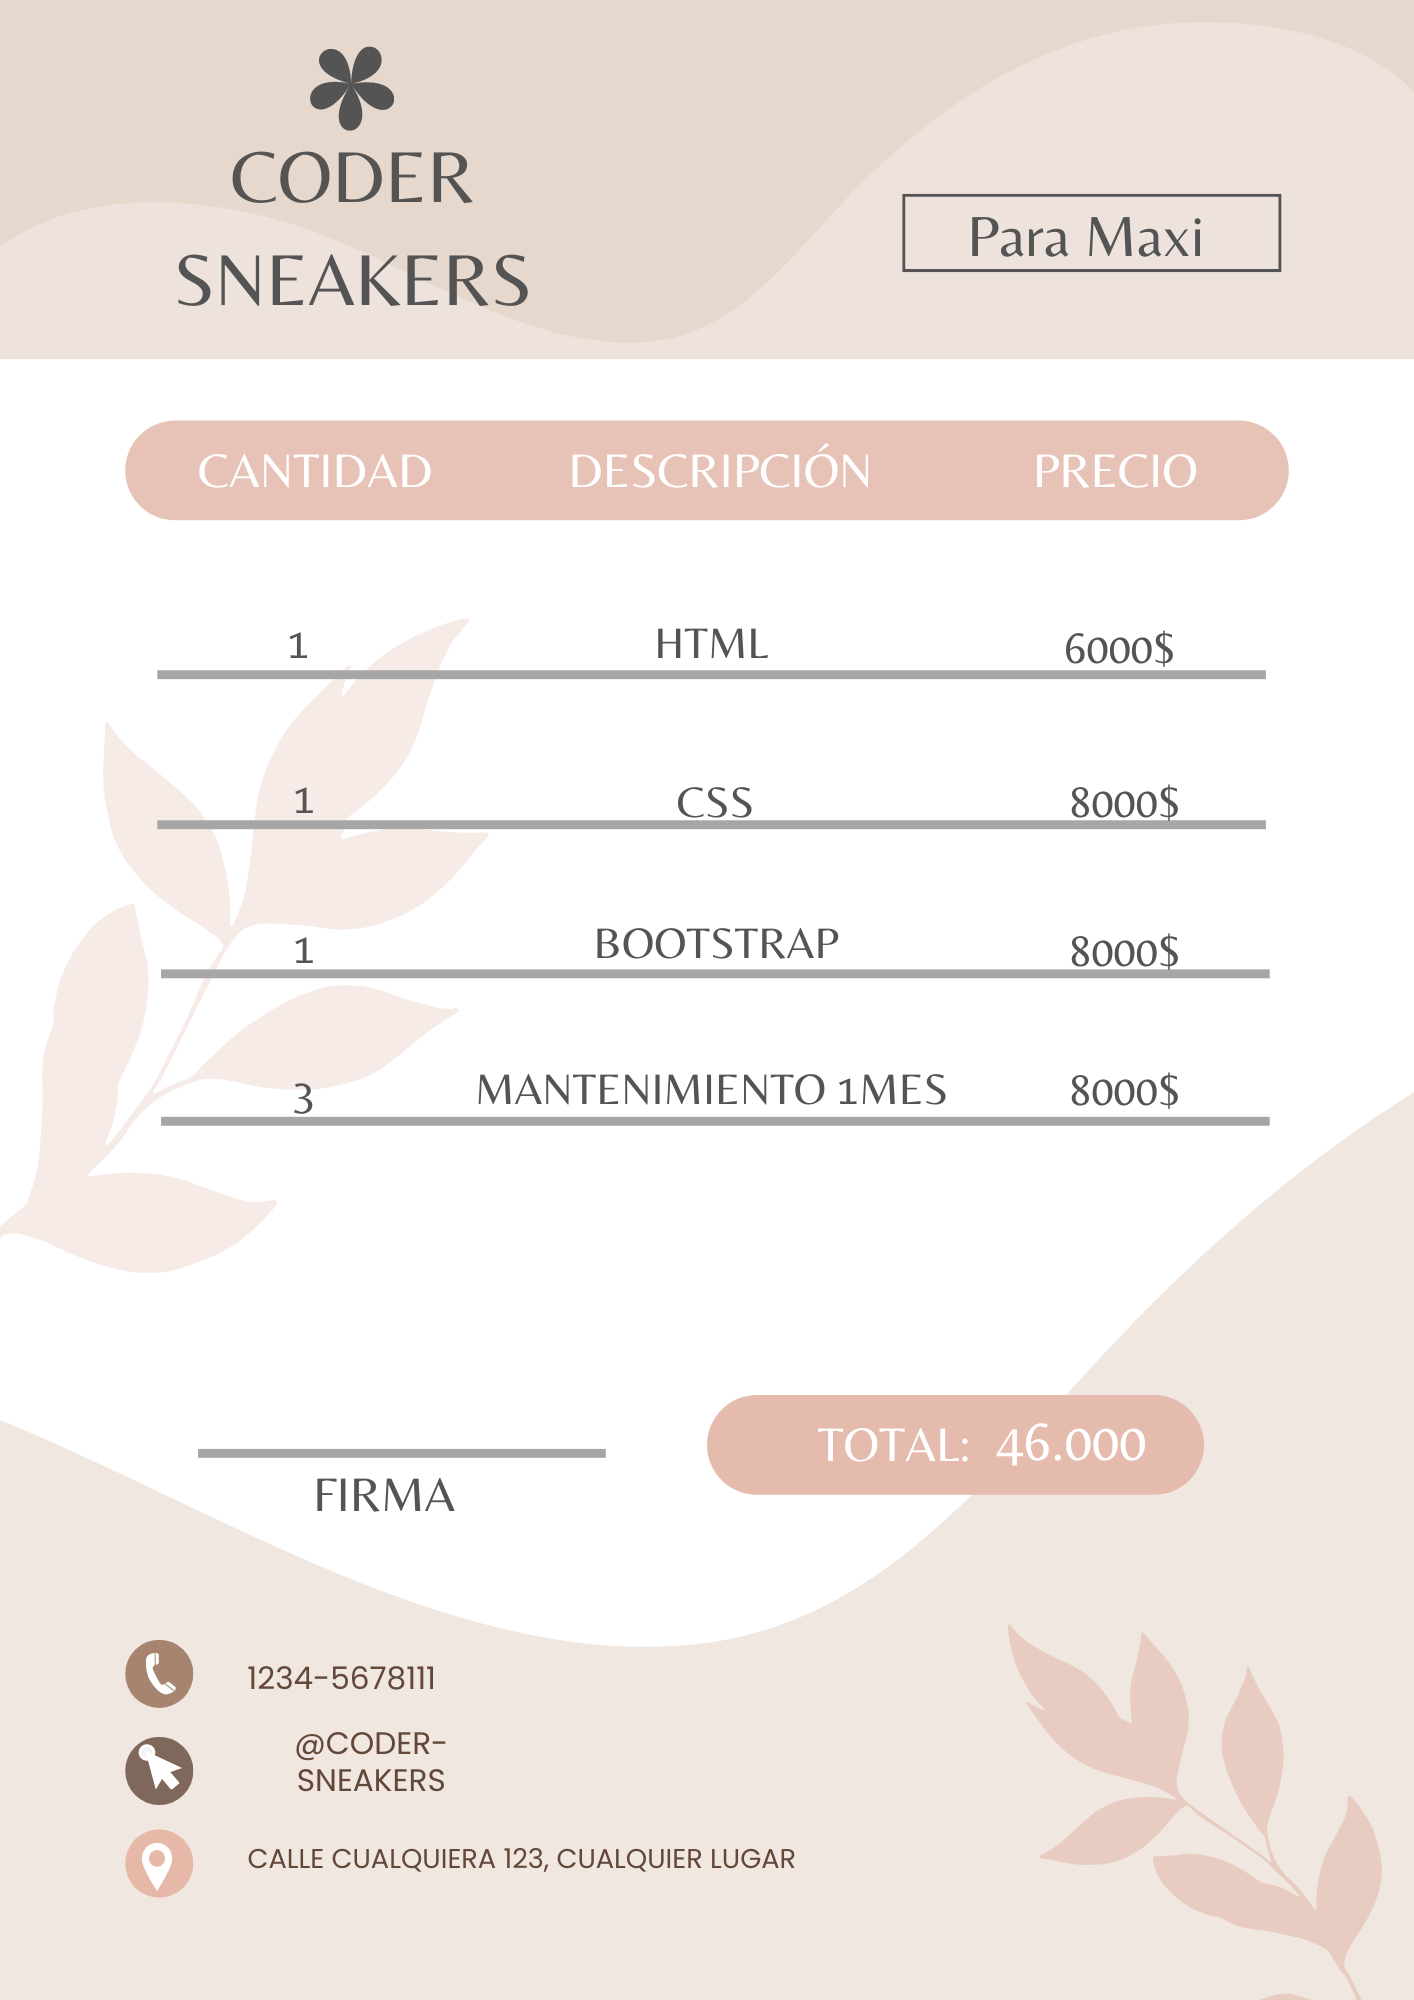 CODER
SNEAKERS
Para Maxi
CANTIDAD DESCRIPCIÓN PRECIO
1 HTML 6000$
1 CSS 8000$
1 BOOTSTRAP 8000$
3 MANTENIMIENTO 1MES 8000$
TOTAL: 46.000
FIRMA
1234-5678111
@CODER-
SNEAKERS
CALLE CUALQUIERA 123, CUALQUIER LUGAR